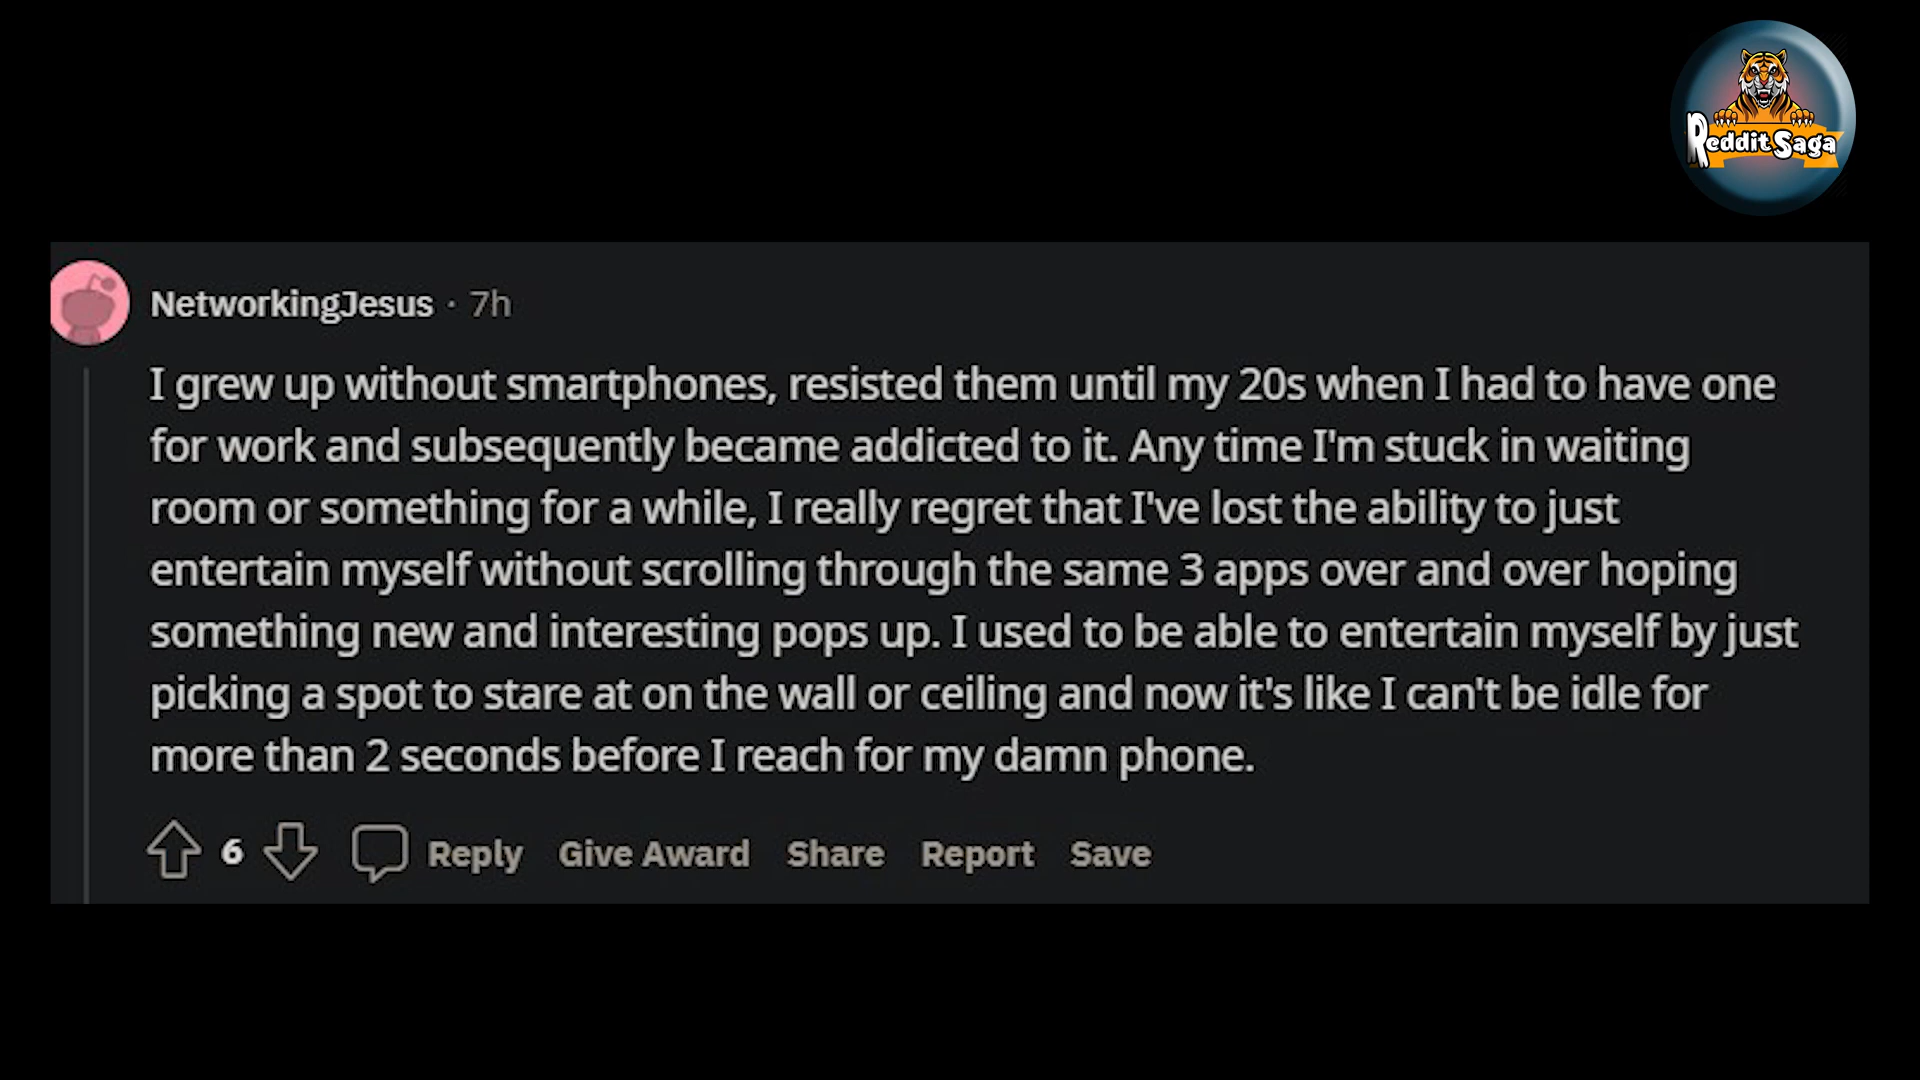 Reddit Saga
NetworkingJesus · 7h
I grew up without smartphones, resisted them until my 20s when I had to have one
for work and subsequently became addicted to it. Any time I'm stuck in waiting
room or something for a while, I really regret that I've lost the ability to just
entertain myself without scrolling through the same 3 apps over and over hoping
something new and interesting pops up. I used to be able to entertain myself by just
picking a spot to stare at on the wall or ceiling and now it's like I can't be idle for
more than 2 seconds before I reach for my damn phone.
6 Reply Give Award Share Report Save